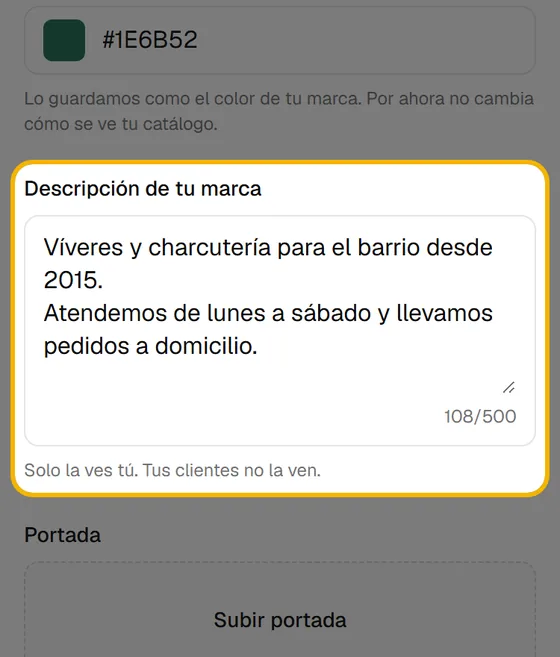 #1E6B52
Lo guardamos como el color de tu marca. Por ahora no cambia
cómo se ve tu catálogo.
Descripción de tu marca
Víveres y charcutería para el barrio desde
2015.
Atendemos de lunes a sábado y llevamos
pedidos a domicilio.
108/500
Solo la ves tú. Tus clientes no la ven.
Portada
Subir portada